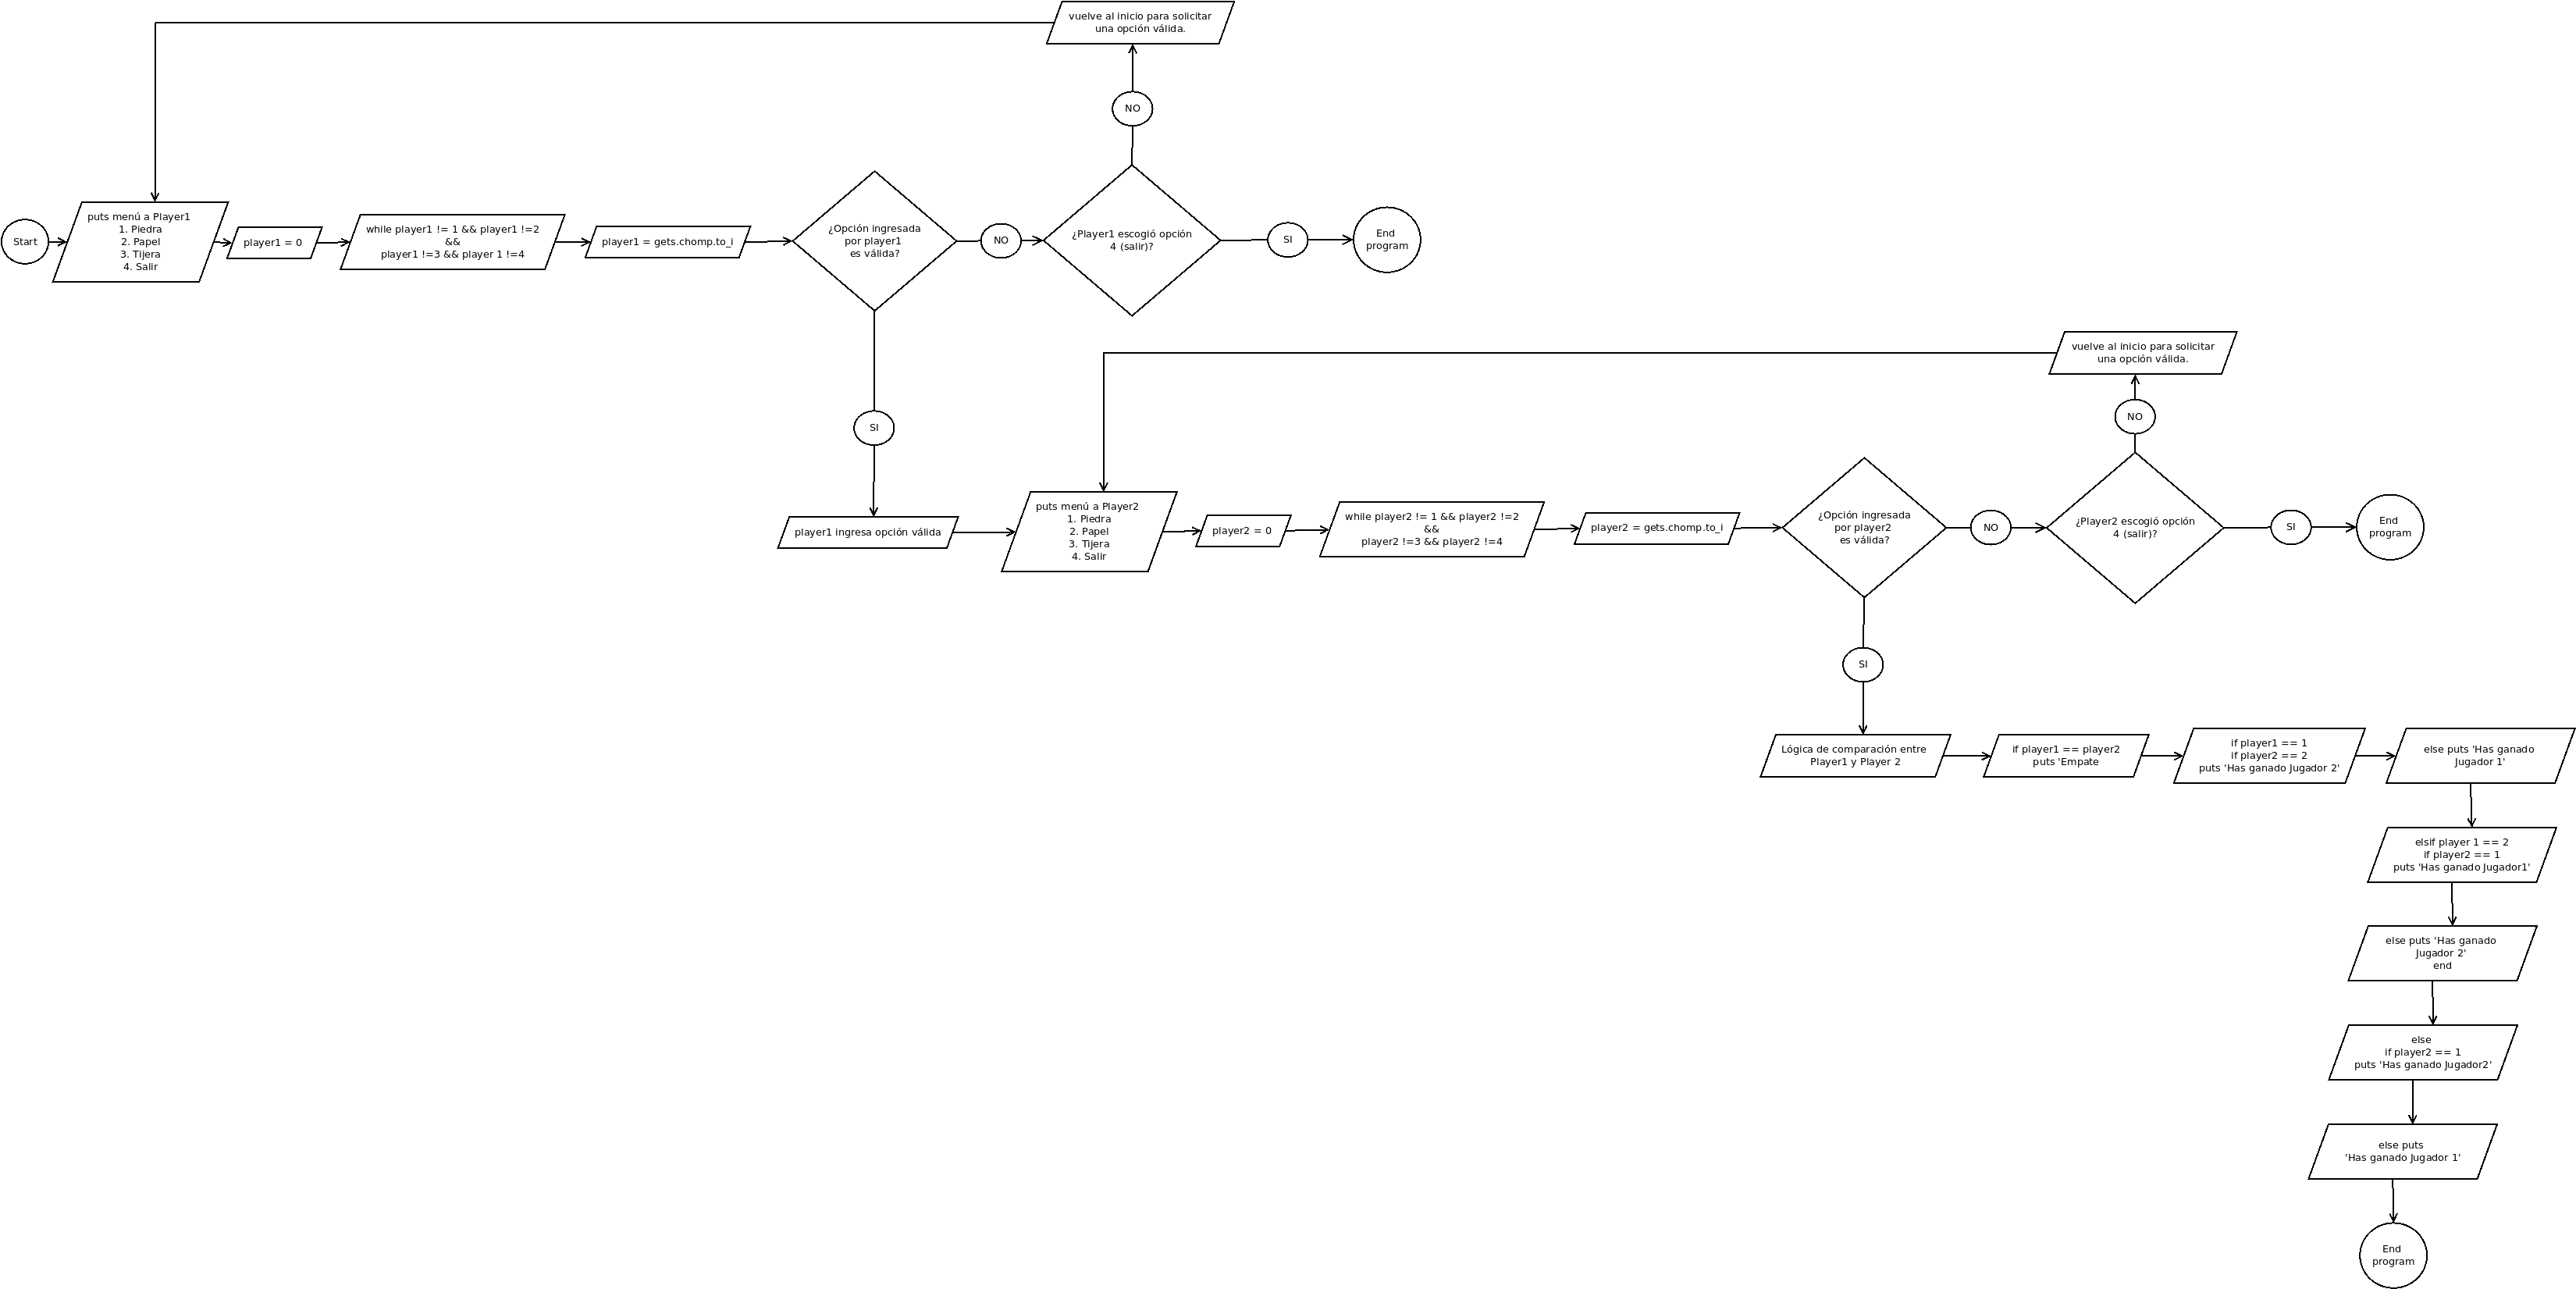 vuelve al inicio para solicitar
una opción válida.
NO
Start
puts menú a Player1
1. Piedra
2. Papel
3. Tijera
4. Salir
player1 = 0
while player1 != 1 && player1 !=2
&&
player1 !=3 && player 1 !=4
player1 = gets.chomp.to_i
¿Opción ingresada
por player1
es válida?
NO
¿Player1 escogió opción
4 (salir)?
SI
End
program
SI
vuelve al inicio para solicitar
una opción válida.
NO
player1 ingresa opción válida
puts menú a Player2
1. Piedra
2. Papel
3. Tijera
4. Salir
player2 = 0
while player2 != 1 && player2 !=2
&&
player2 !=3 && player2 !=4
player2 = gets.chomp.to_i
¿Opción ingresada
por player2
es válida?
NO
¿Player2 escogió opción
4 (salir)?
SI
End
program
SI
Lógica de comparación entre
Player1 y Player 2
if player1 == player2
puts 'Empate
if player1 == 1
if player2 == 2
puts 'Has ganado Jugador 2'
else puts 'Has ganado
Jugador 1'
elsif player 1 == 2
if player2 == 1
puts 'Has ganado Jugador1'
else puts 'Has ganado
Jugador 2'
end
else
if player2 == 1
puts 'Has ganado Jugador2'
else puts
'Has ganado Jugador 1'
End
program